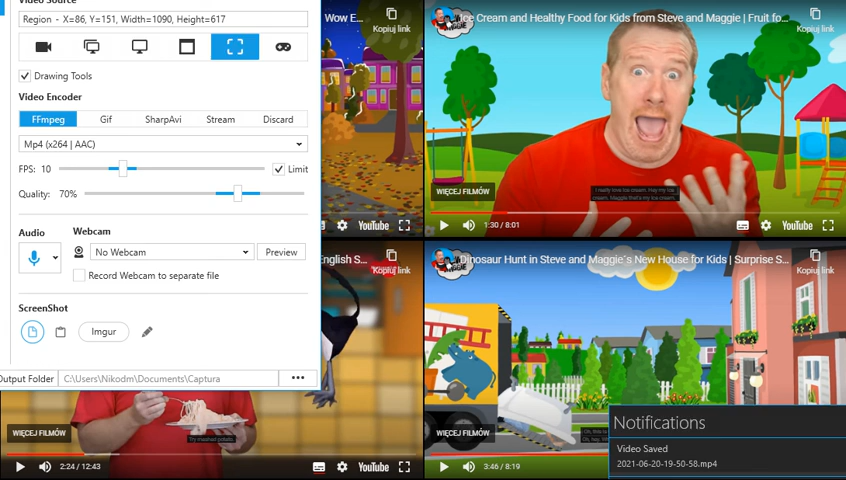 Video Source
Region - X=86, Y=151, Width=1090, Height=617
Drawing Tools
Video Encoder
FFmpeg
Gif
SharpAvi
Stream
Discard
Mp4 (x264 | AAC)
FPS: 10
Limit
Quality: 70%
Audio
Webcam
No Webcam
Preview
Record Webcam to separate file
ScreenShot
Imgur
Output Folder
C:\Users\Nikodm\Documents\Captura
•••
Wow E...
Kopiuj link
YouTube
Ice Cream and Healthy Food for Kids from Steve and Maggie | Fruit fo...
Kopiuj link
WIĘCEJ FILMÓW
I really love ice cream. Hey my ice
cream. Maggie that's my ice cream.
1:30 / 8:01
YouTube
English S...
Kopiuj link
WIĘCEJ FILMÓW
Try mashed potato.
2:24 / 12:43
YouTube
Dinosaur Hunt in Steve and Maggie's New House for Kids | Surprise S...
Kopiuj link
WIĘCEJ FILMÓW
3:46 / 8:19
Notifications
Video Saved
2021-06-20-19-50-58.mp4